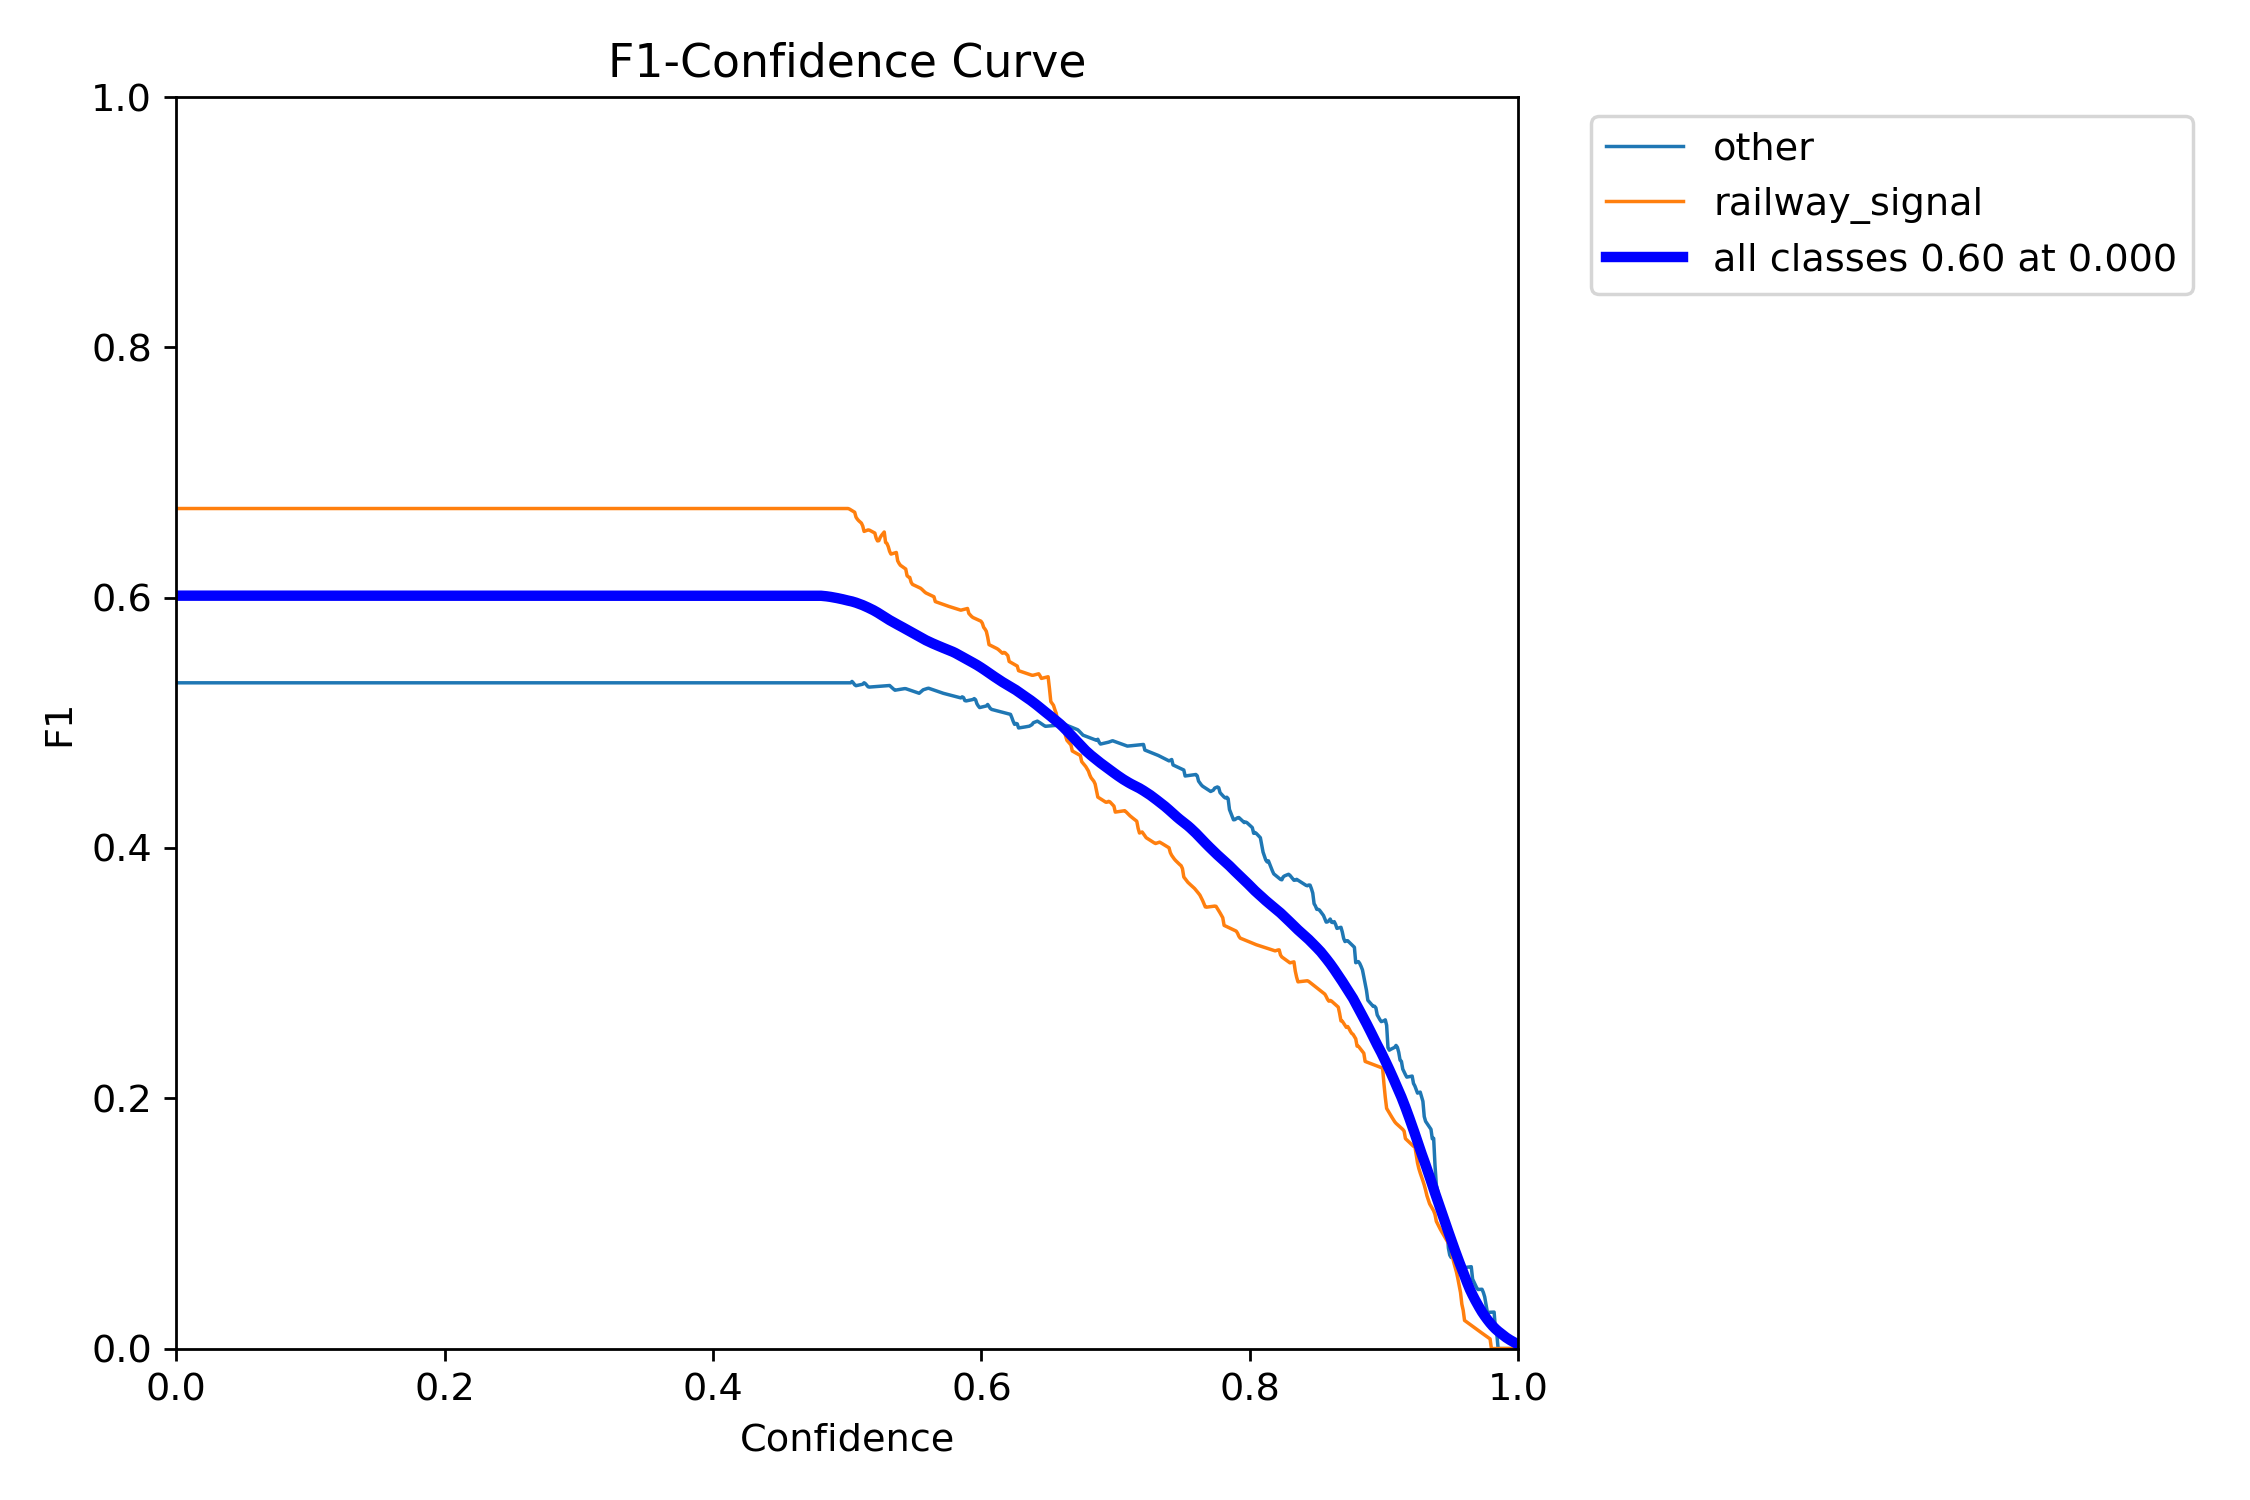 F1-Confidence Curve
1.0
0.8
0.6
0.4
0.2
0.0
F1
0.0 0.2 0.4 0.6 0.8 1.0
Confidence
other
railway_signal
all classes 0.60 at 0.000